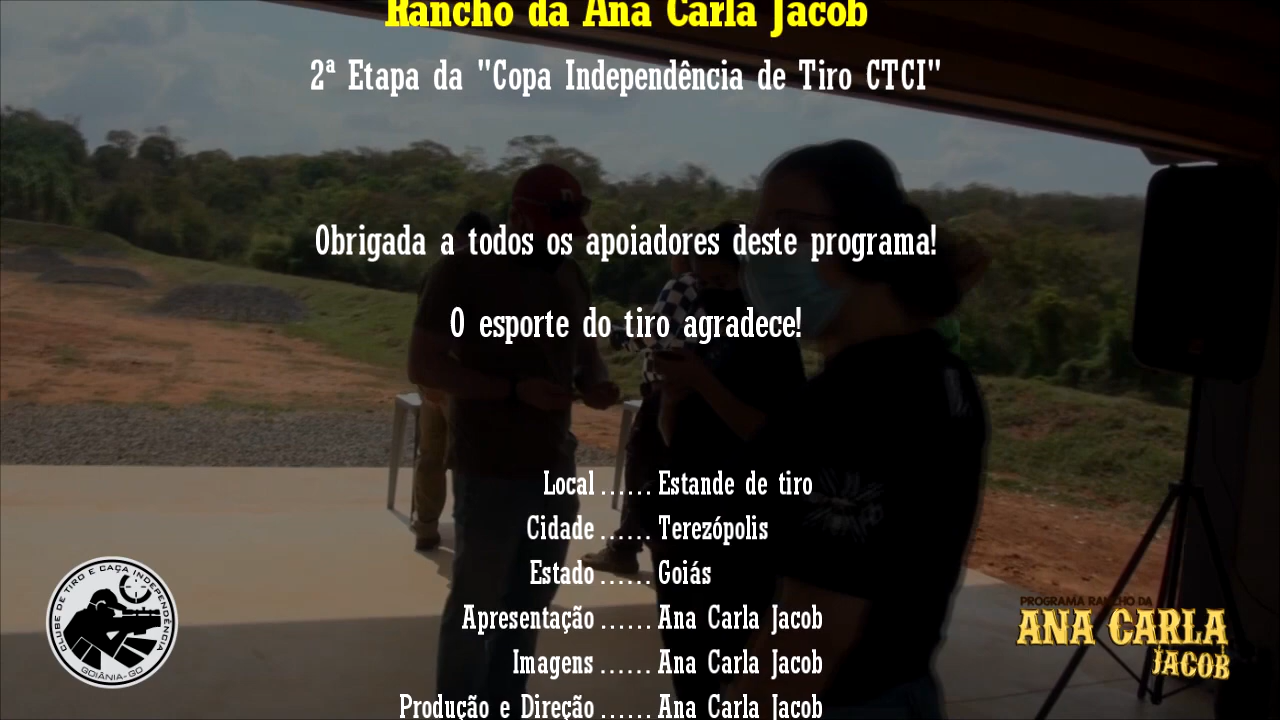 Rancho da Ana Carla Jacob
2ª Etapa da "Copa Independência de Tiro CTCI"
Obrigada a todos os apoiadores deste programa!
O esporte do tiro agradece!
Local ...... Estande de tiro
Cidade ...... Terezópolis
Estado ...... Goiás
Apresentação ...... Ana Carla Jacob
Imagens ...... Ana Carla Jacob
Produção e Direção ...... Ana Carla Jacob
CLUBE DE TIRO E CAÇA INDEPENDÊNCIA
GOIÂNIA-GO
PROGRAMA RANCHO DA
ANA CARLA
JACOB